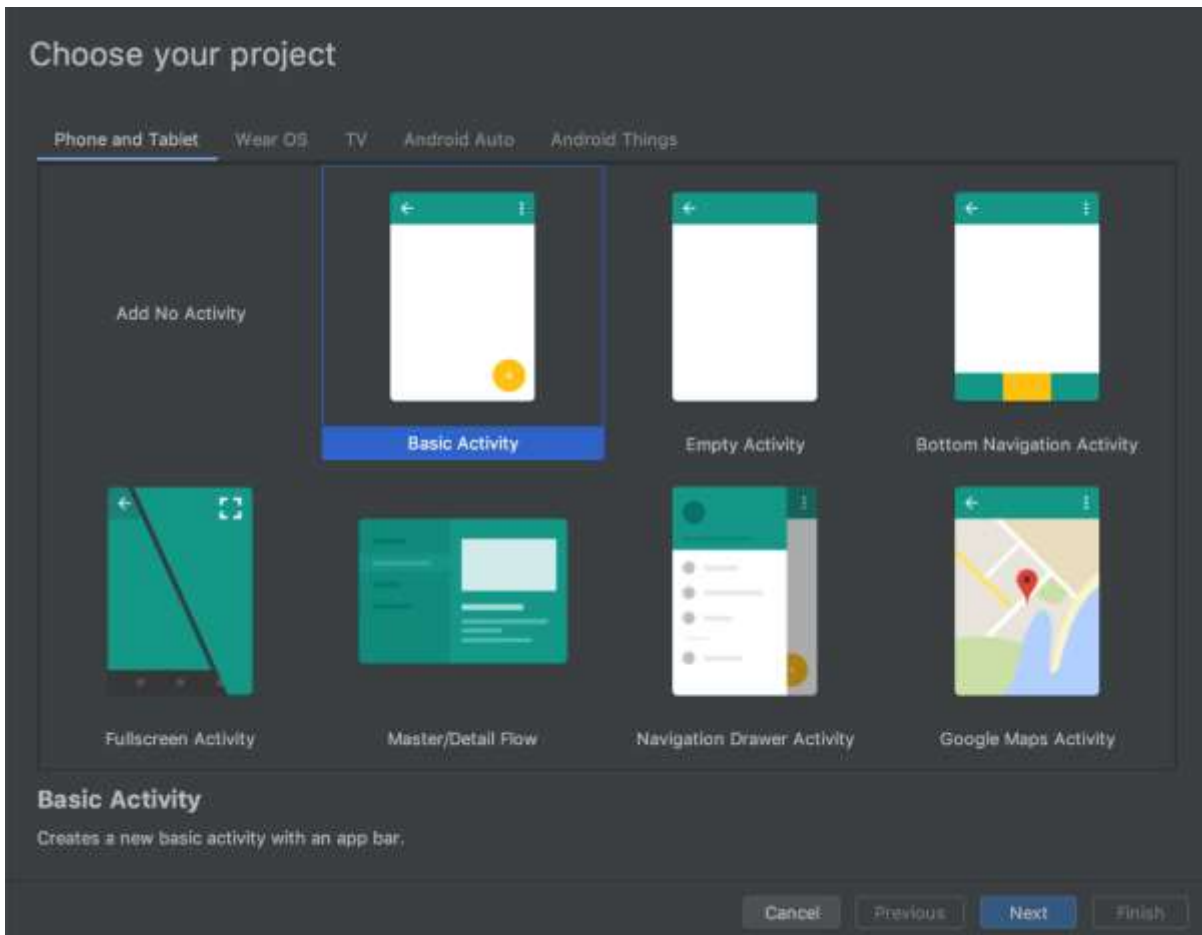 Choose your project
Phone and Tablet Wear OS TV Android Auto Android Things
Add No Activity
Basic Activity Empty Activity Bottom Navigation Activity
Fullscreen Activity Master/Detail Flow Navigation Drawer Activity Google Maps Activity
Basic Activity
Creates a new basic activity with an app bar.
Cancel Previous Next Finish